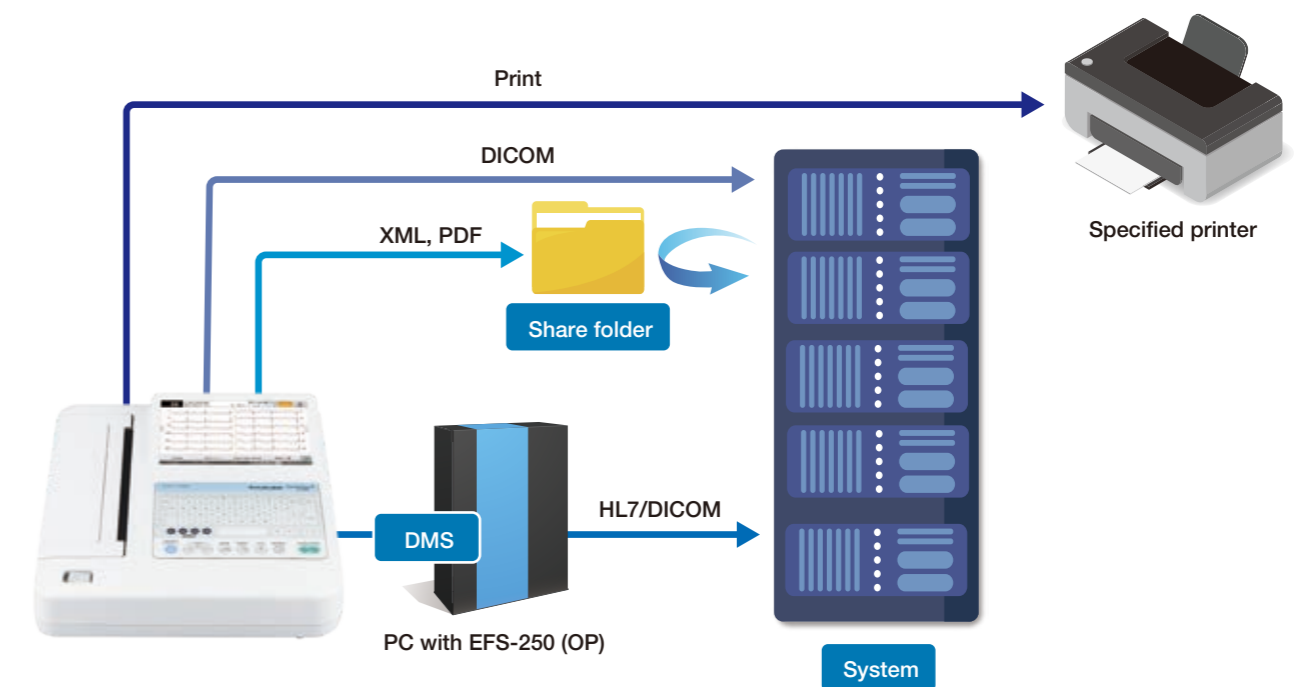 Print
DICOM
XML, PDF
Specified printer
Share folder
HL7/DICOM
DMS
PC with EFS-250 (OP)
System